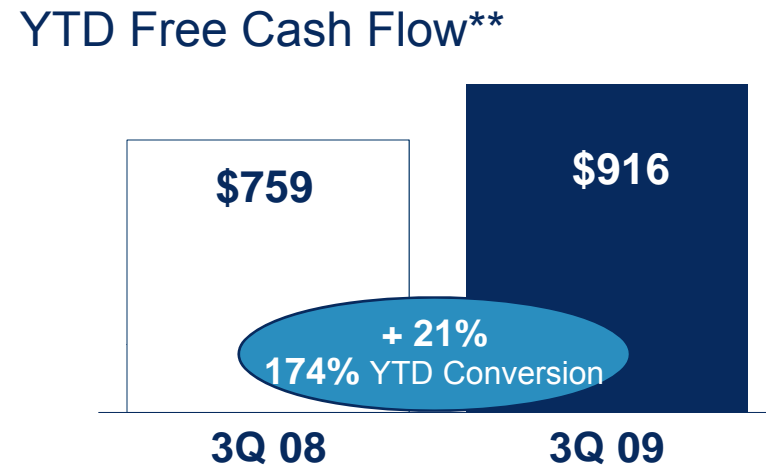 YTD Free Cash Flow**
$759
$916
+ 21%
174% YTD Conversion
3Q 08
3Q 09